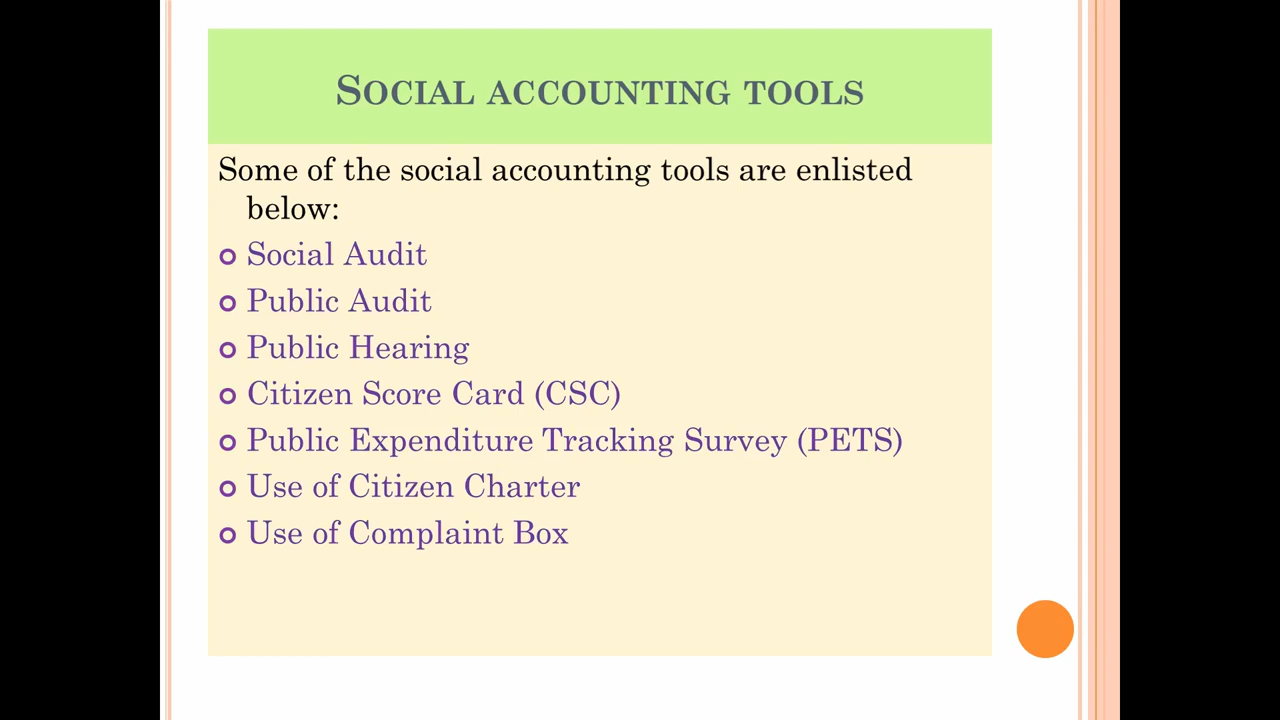 Social accounting tools
Some of the social accounting tools are enlisted
below:
Social Audit
Public Audit
Public Hearing
Citizen Score Card (CSC)
Public Expenditure Tracking Survey (PETS)
Use of Citizen Charter
Use of Complaint Box